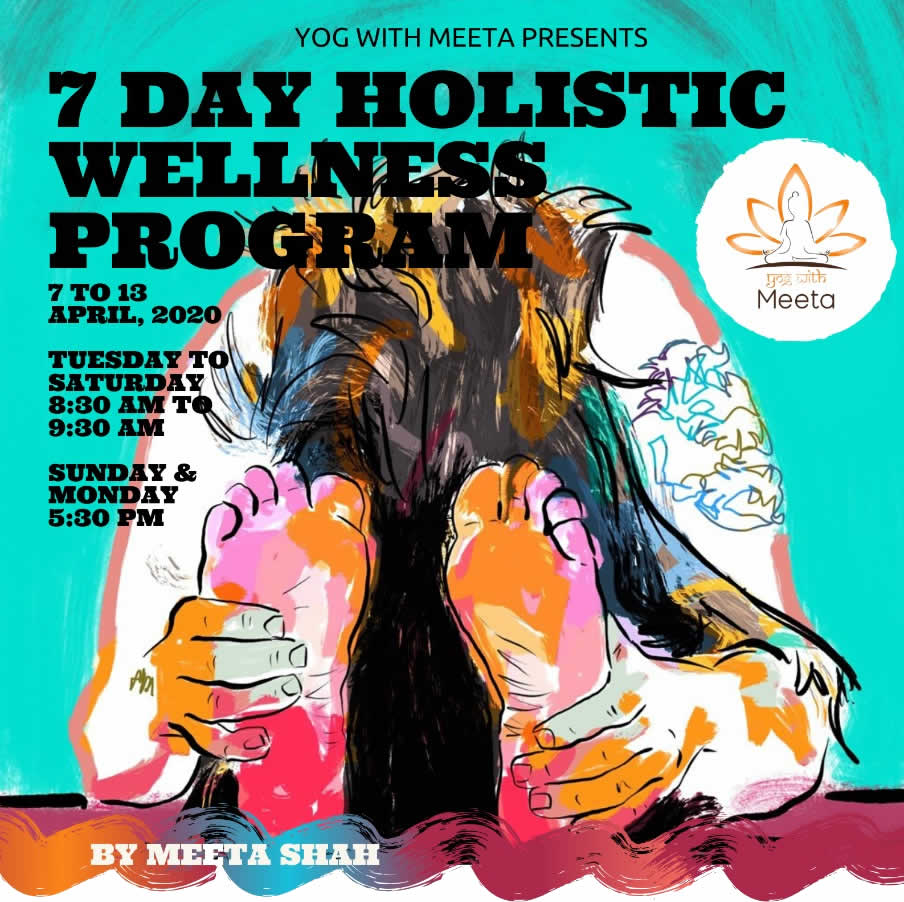 YOG WITH MEETA PRESENTS
7 DAY HOLISTIC
WELLNESS
PROGRAM
7 TO 13
APRIL, 2020
TUESDAY TO
SATURDAY
8:30 AM TO
9:30 AM
SUNDAY &
MONDAY
5:30 PM
yog with
Meeta
BY MEETA SHAH